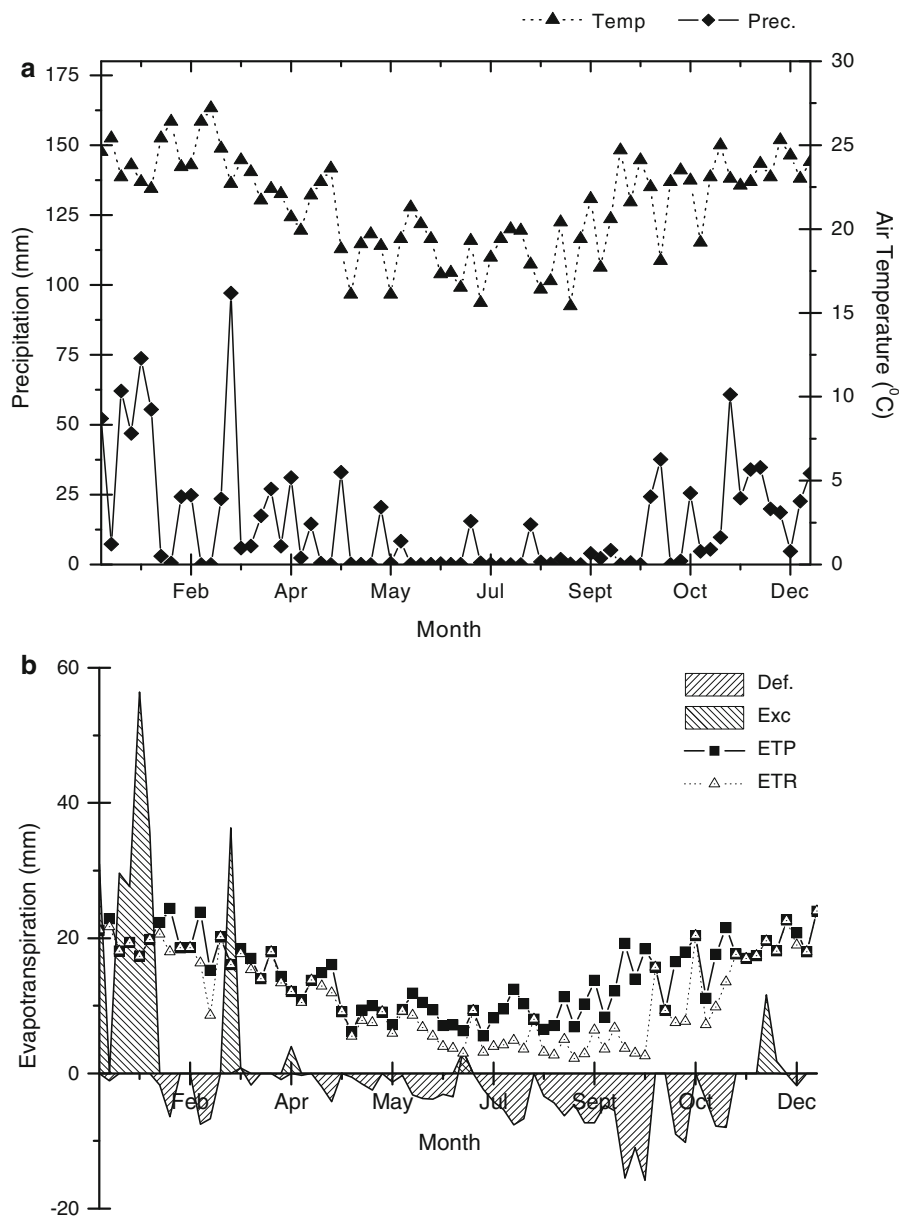 Temp Prec.
a
175
150
125
100
75
50
25
0
Precipitation (mm)
30
25
20
15
10
5
0
Air Temperature (⁰C)
Feb Apr May Jul Sept Oct Dec
Month
b
60
40
20
0
-20
Evapotranspiration (mm)
Def.
Exc
ETP
ETR
Feb Apr May Jul Sept Oct Dec
Month